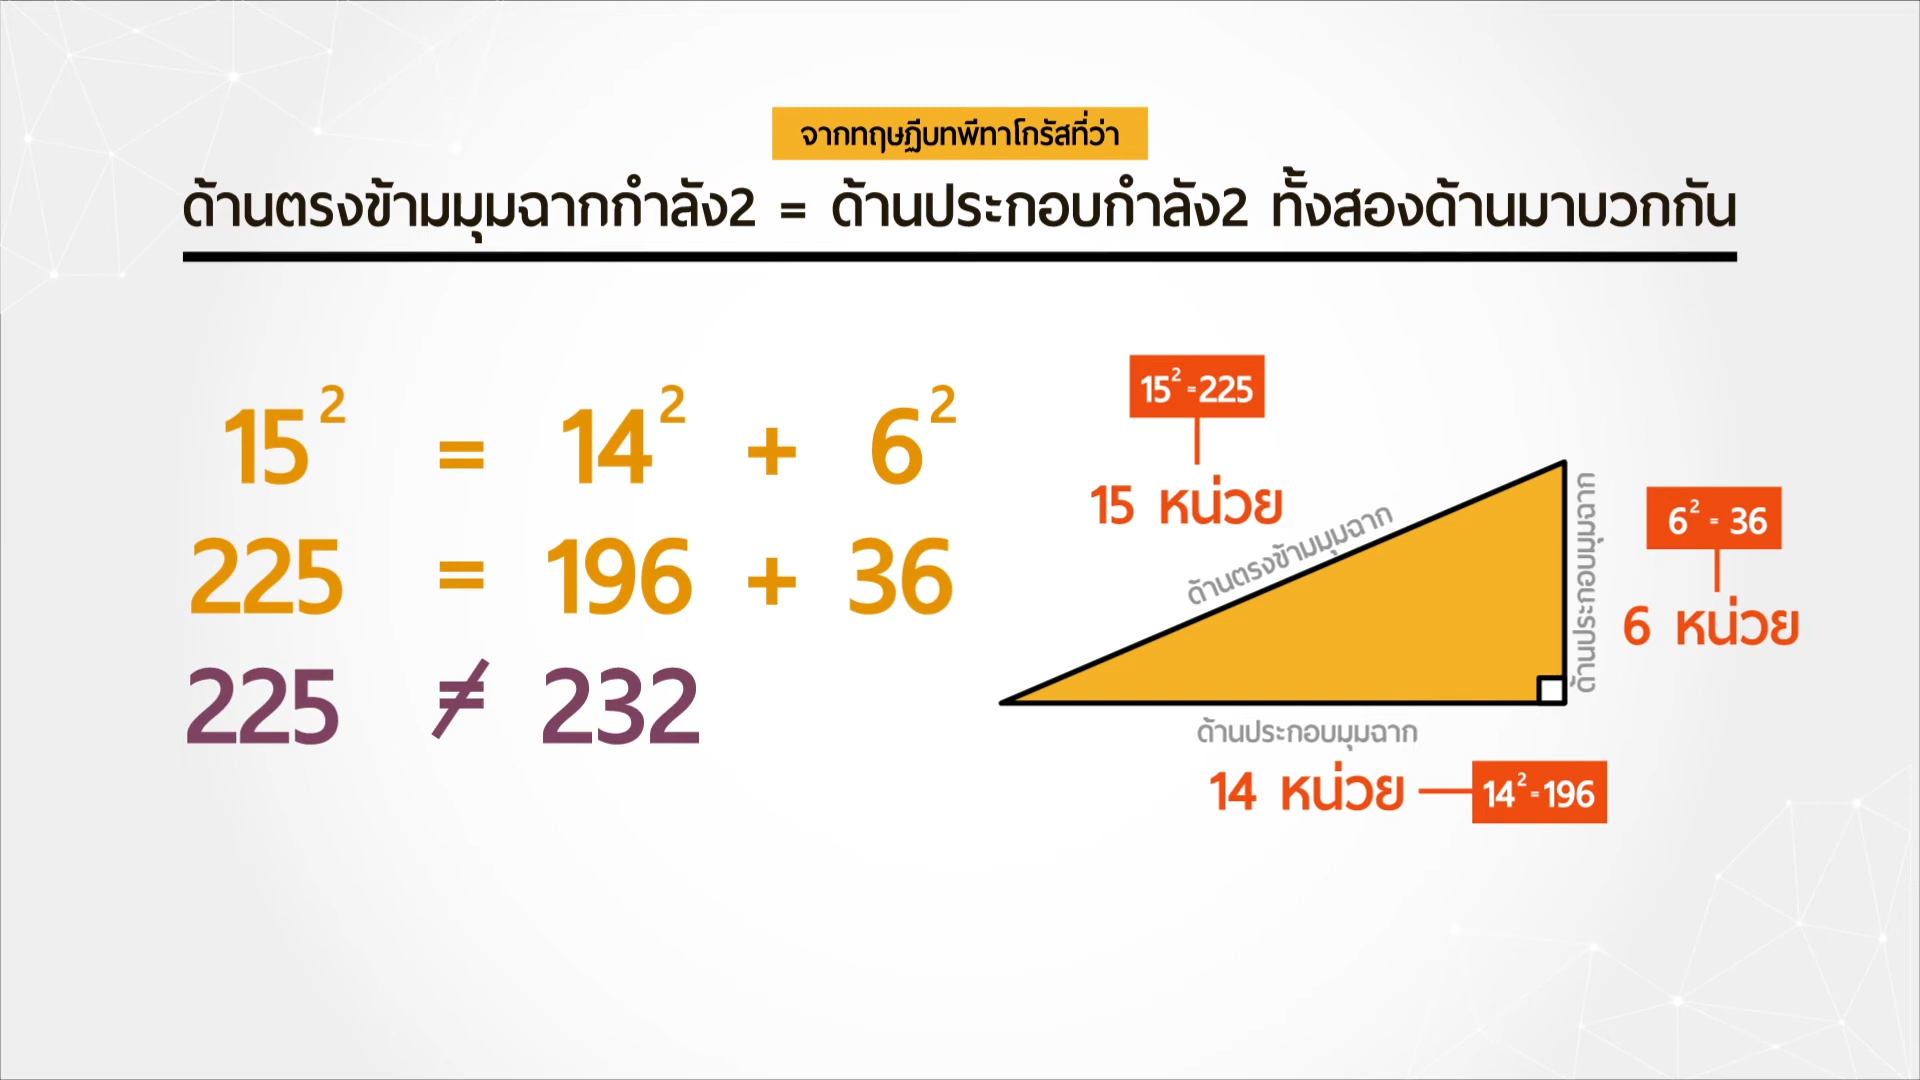 จากทฤษฎีบทพีทาโกรัสที่ว่า
ด้านตรงข้ามมุมฉากกำลัง2 = ด้านประกอบกำลัง2 ทั้งสองด้านมาบวกกัน
15² = 14² + 6²
225 = 196 + 36
225 ≠ 232
15² = 225
15 หน่วย
ด้านตรงข้ามมุมฉาก
ด้านประกอบมุมฉาก
6² = 36
6 หน่วย
ด้านประกอบมุมฉาก
14 หน่วย
14² = 196